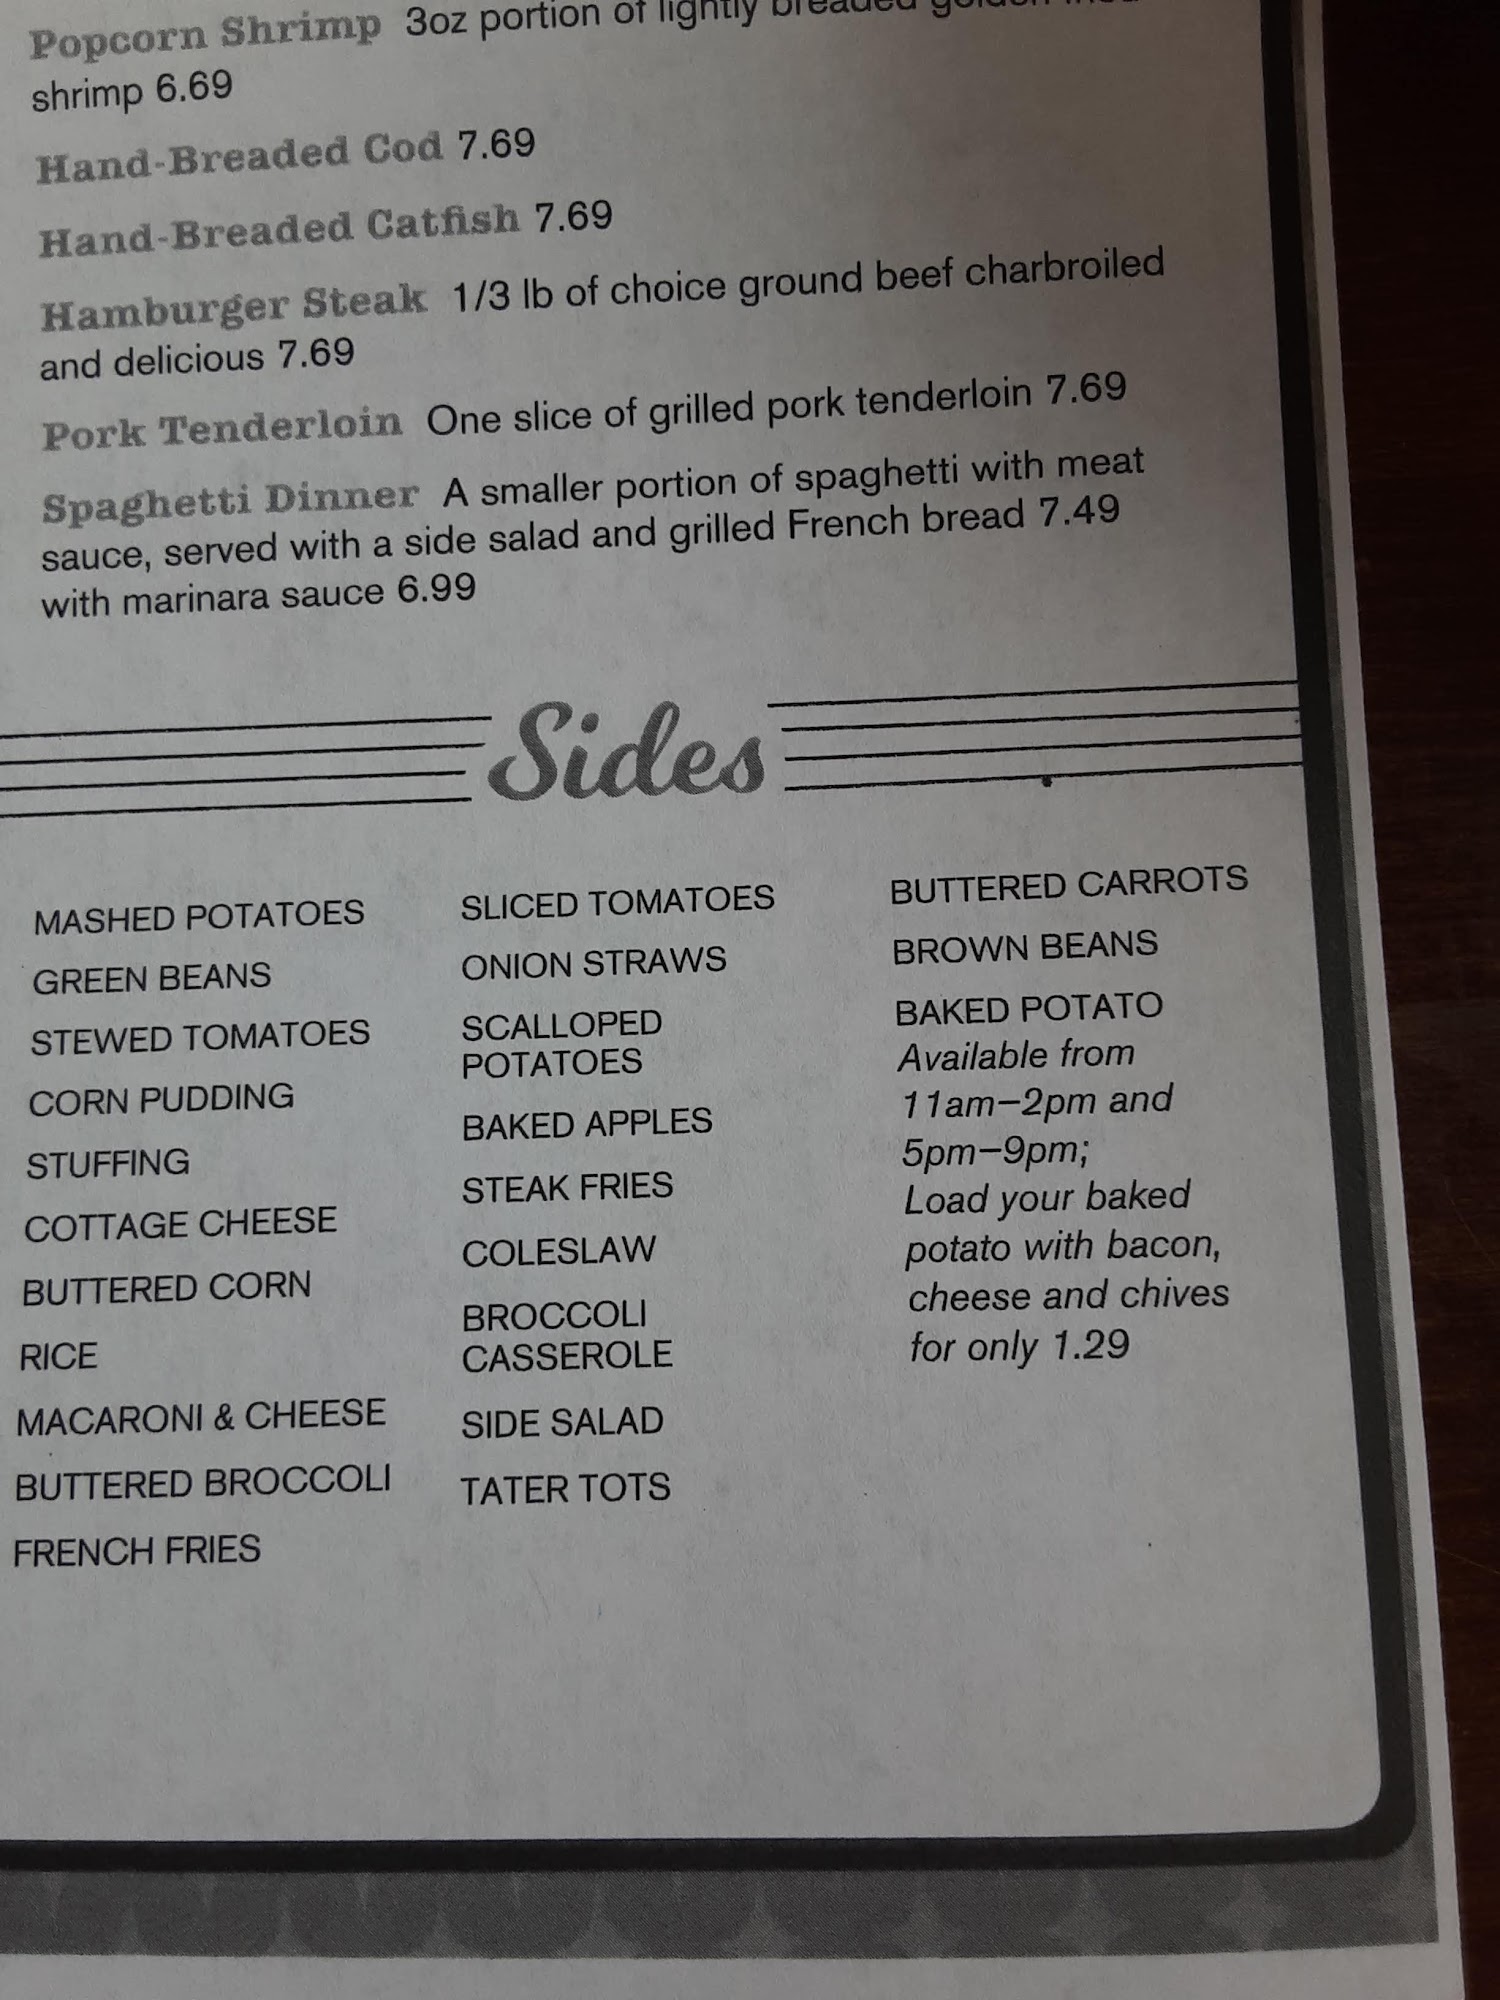 Popcorn Shrimp 3oz portion of lightly breaded golden fried
shrimp 6.69
Hand-Breaded Cod 7.69
Hand-Breaded Catfish 7.69
Hamburger Steak 1/3 lb of choice ground beef charbroiled
and delicious 7.69
Pork Tenderloin One slice of grilled pork tenderloin 7.69
Spaghetti Dinner A smaller portion of spaghetti with meat
sauce, served with a side salad and grilled French bread 7.49
with marinara sauce 6.99
Sides
MASHED POTATOES
GREEN BEANS
STEWED TOMATOES
CORN PUDDING
STUFFING
COTTAGE CHEESE
BUTTERED CORN
RICE
MACARONI & CHEESE
BUTTERED BROCCOLI
FRENCH FRIES
SLICED TOMATOES
ONION STRAWS
SCALLOPED
POTATOES
BAKED APPLES
STEAK FRIES
COLESLAW
BROCCOLI
CASSEROLE
SIDE SALAD
TATER TOTS
BUTTERED CARROTS
BROWN BEANS
BAKED POTATO
Available from
11am–2pm and
5pm–9pm;
Load your baked
potato with bacon,
cheese and chives
for only 1.29